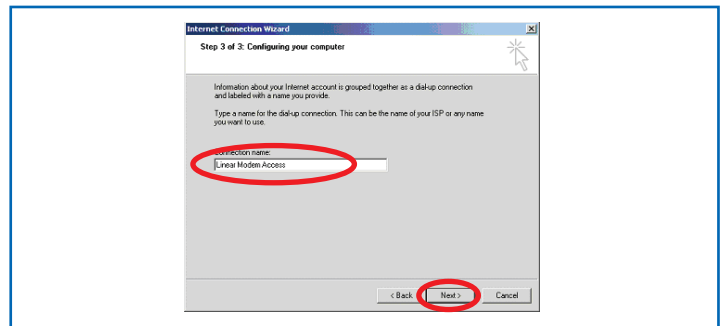 Internet Connection Wizard
Step 3 of 3: Configuring your computer
Information about your Internet account is grouped together as a dial-up connection
and labeled with a name you provide.
Type a name for the dial-up connection. This can be the name of your ISP or any name
you want to use.
Connection name:
Linear Modem Access
< Back
Next >
Cancel